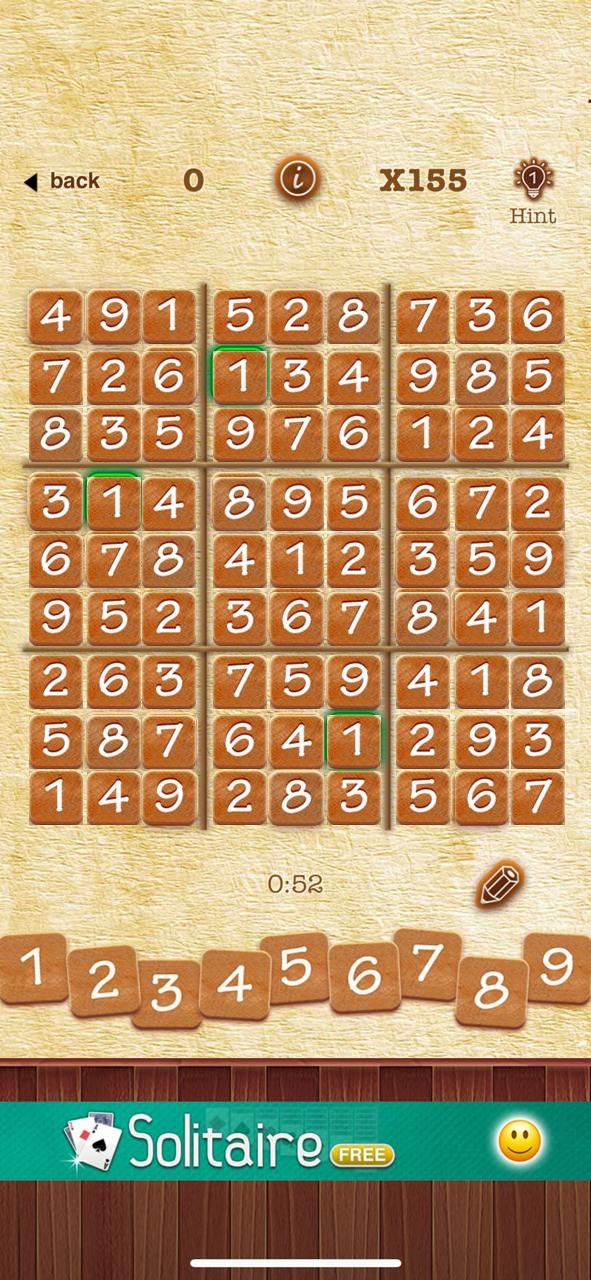 back 0 i X155 1
Hint
4 9 1 5 2 8 7 3 6
7 2 6 1 3 4 9 8 5
8 3 5 9 7 6 1 2 4
3 1 4 8 9 5 6 7 2
6 7 8 4 1 2 3 5 9
9 5 2 3 6 7 8 4 1
2 6 3 7 5 9 4 1 8
5 8 7 6 4 1 2 9 3
1 4 9 2 8 3 5 6 7
0:52
1 2 3 4 5 6 7 8 9
Solitaire FREE